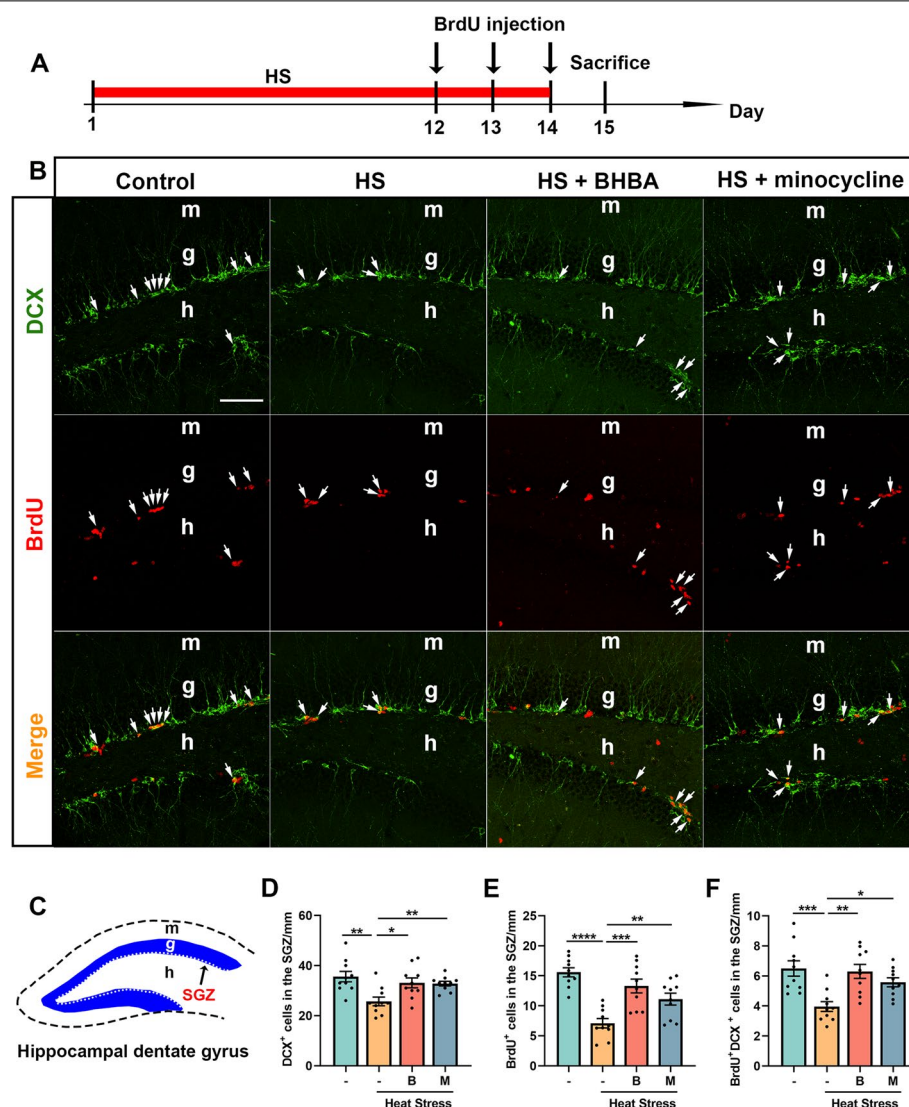 BrdU injection
A
HS
Sacrifice
Day
1
12
13
14
15
B
Control
HS
HS + BHBA
HS + minocycline
DCX
m
m
m
m
g
g
g
g
h
h
h
h
BrdU
m
m
m
m
g
g
g
g
h
h
h
h
Merge
m
m
m
m
g
g
g
g
h
h
h
h
C
m
g
h
SGZ
Hippocampal dentate gyrus
D
DCX⁺ cells in the SGZ/mm
60
40
20
0
**
**
*
- - B M
Heat Stress
E
BrdU⁺ cells in the SGZ/mm
25
20
15
10
5
0
**
****
***
- - B M
Heat Stress
F
BrdU⁺DCX⁺ cells in the SGZ/mm
10
8
6
4
2
0
*
***
**
- - B M
Heat Stress